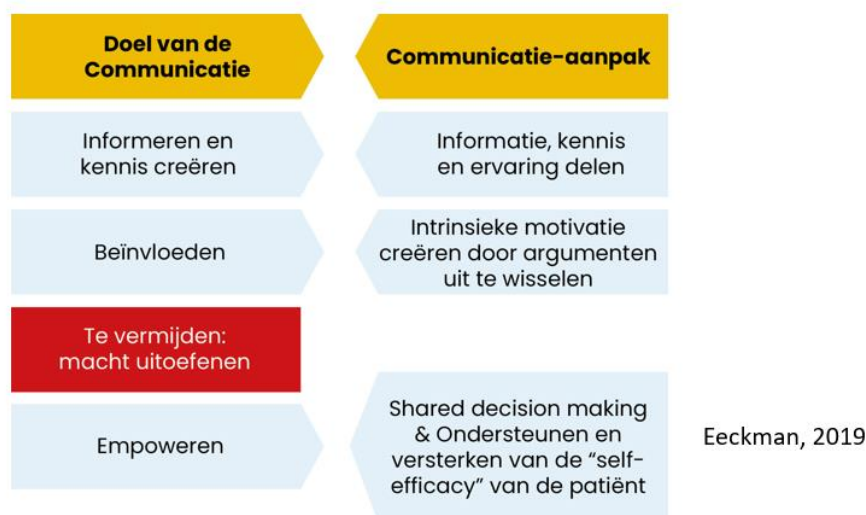 Doel van de
Communicatie
Communicatie-aanpak
Informeren en
kennis creëren
Informatie, kennis
en ervaring delen
Beïnvloeden
Intrinsieke motivatie
creëren door argumenten
uit te wisselen
Te vermijden:
macht uitoefenen
Empoweren
Shared decision making
& Ondersteunen en
versterken van de “self-
efficacy” van de patiënt
Eeckman, 2019